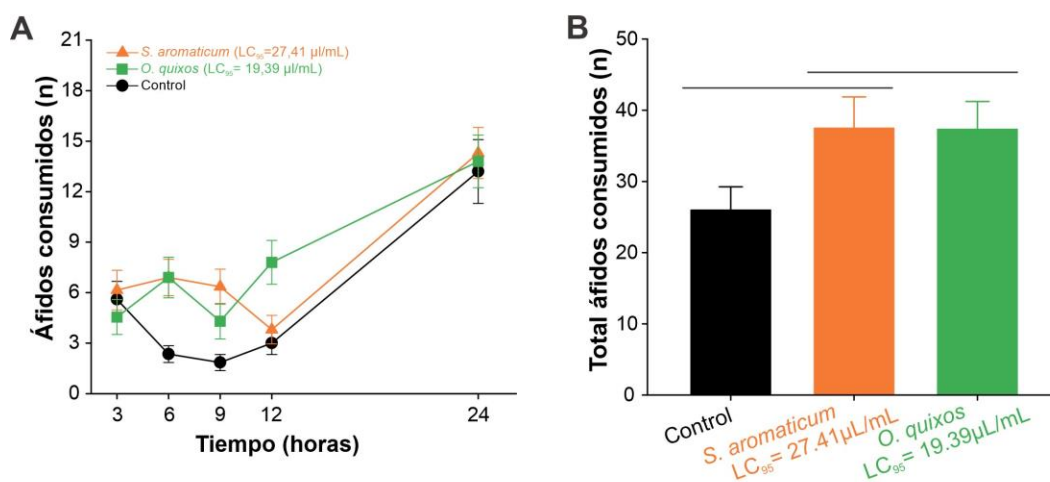 A
Áfidos consumidos (n)
21
18
15
12
9
6
3
0
S. aromaticum (LC₉₅=27,41 µl/mL)
O. quixos (LC₉₅= 19,39 µl/mL)
Control
3 6 9 12 24
Tiempo (horas)
B
Total áfidos consumidos (n)
50
40
30
20
10
0
Control
S. aromaticum
LC₉₅= 27.41µL/mL
O. quixos
LC₉₅= 19.39µL/mL